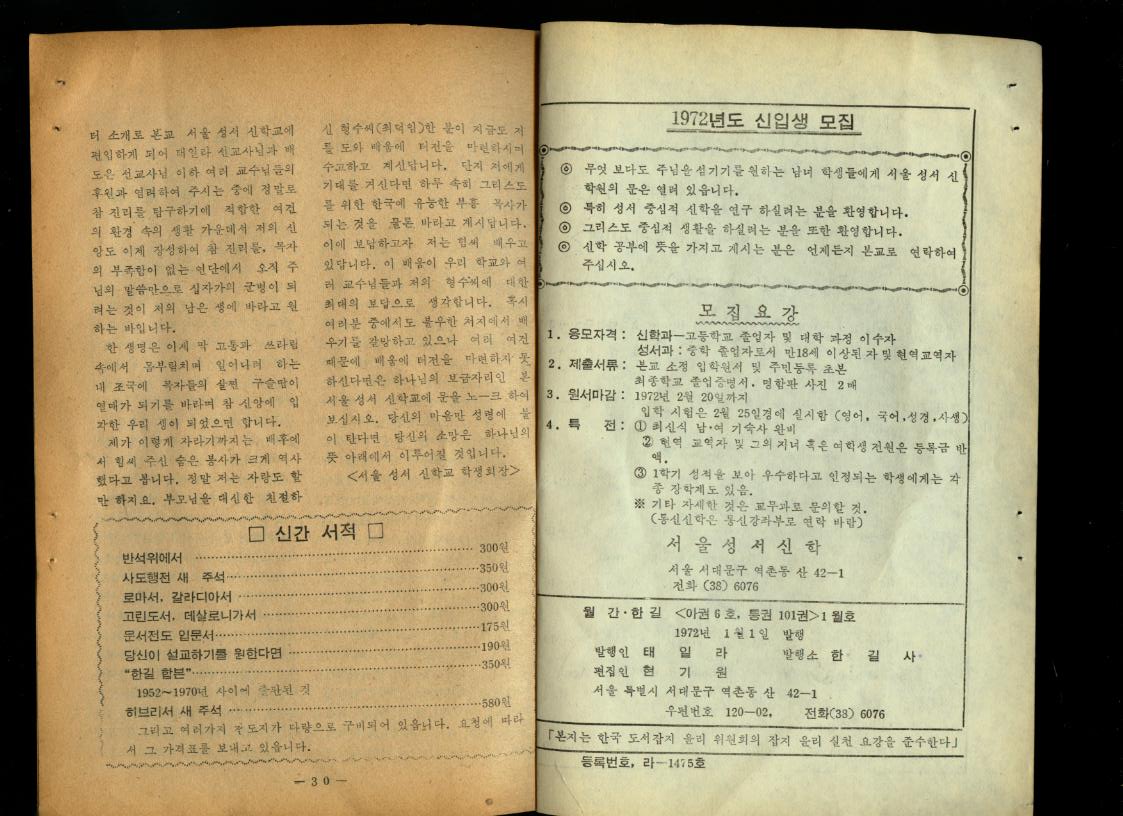 터 소개로 본교 서울 성서 신학교에
편입하게 되어 태일라 선교사님과 배
도은 선교사님 이하 여러 교수님들의
후원과 염려하여 주시는 중에 정말로
참 진리를 탐구하기에 적합한 여건
의 환경 속의 생활 가운데서 저의 신
앙도 이제 장성하여 참 진리를, 목자
의 부족함이 없는 연단에서 오직 주
님의 말씀만으로 십자가의 군병이 되
려는 것이 저의 남은 생에 바라고 원
하는 바입니다.
한 생명은 이제 막 고통과 쓰라림
속에서 몸부림치며 일어나려 하는
내 조국에 목자들의 살찐 구슬땀이
열매가 되기를 바라며 참 신앙에 입
각한 우리 생이 되었으면 합니다.
제가 이렇게 자라기까지는 배후에
서 힘써 주신 숨은 봉사가 크게 역사
했다고 봅니다. 정말 저는 자랑도 할
만 하지요. 부모님을 대신한 친절하
신 형수씨(최덕임)한 분이 지금도 저
를 도와 배움에 터전을 마련하시며
수고하고 계신답니다. 단지 저에게
기대를 거신다면 하루 속히 그리스도
를 위한 한국에 유능한 부흥 목사가
되는 것을 물론 바라고 계시답니다.
이에 보답하고자 저는 힘써 배우고
있답니다. 이 배움이 우리 학교와 여
러 교수님들과 저의 형수씨에 대한
최대의 보답으로 생각합니다. 혹시
여러분 중에서도 불우한 처지에서 배
우기를 갈망하고 있으나 여러 여건
때문에 배움에 터전을 마련하지 못
하신다면은 하나님의 보금자리인 본
서울 성서 신학교에 문을 노—크 하여
보십시오. 당신의 마음만 성령에 불
이 탄다면 당신의 소망은 하나님의
뜻 아래에서 이루어질 것입니다.
<서울 성서 신학교 학생회장>
□ 신간 서적 □
반석위에서 ……300원
사도행전 새 주석……350원
로마서, 갈라디아서 ……300원
고린도서, 데살로니가서 ……300원
문서전도 입문서……175원
당신이 설교하기를 원한다면 ……190원
“한길 합본”……350원
1952~1970년 사이에 출판된 것
히브리서 새 주석 ……580원
그리고 여러가지 전도지가 다량으로 구비되어 있읍니다. 요청에 따라
서 그 가격표를 보내고 있읍니다.
— 30 —
1972년도 신입생 모집
◎ 무엇 보다도 주님을 섬기기를 원하는 남녀 학생들에게 서울 성서 신
학원의 문은 열려 있읍니다.
◎ 특히 성서 중심적 신학을 연구 하실려는 분을 환영합니다.
◎ 그리스도 중심적 생활을 하실려는 분을 또한 환영합니다.
◎ 신학 공부에 뜻을 가지고 계시는 분은 언제든지 본교로 연락하여
주십시오.
모집요강
1. 응모자격 : 신학과—고등학교 졸업자 및 대학 과정 이수자
성서과 : 중학 졸업자로서 만18세 이상된 자 및 현역교역자
2. 제출서류 : 본교 소정 입학원서 및 주민등록 초본
최종학교 졸업증명서. 명함판 사진 2매
3. 원서마감 : 1972년 2월 20일까지
입학 시험은 2월 25일경에 실시함 (영어, 국어, 성경, 사생)
4. 특 전 : ① 최신식 남·여 기숙사 완비
② 현역 교역자 및 그의 자녀 혹은 여학생 전원은 등록금 반
액.
③ 1학기 성적을 보아 우수하다고 인정되는 학생에게는 각
종 장학제도 있음.
※ 기타 자세한 것은 교무과로 문의할 것.
(통신신학은 통신강좌부로 연락 바람)
서울성서신학
서울 서대문구 역촌동 산 42—1
전화 (38) 6076
월 간·한길 <아권 6호, 통권 101권> 1월호
1972년 1월 1일 발행
발행인 태 일 라 발행소 한 길 사
편집인 현 기 원
서울 특별시 서대문구 역촌동 산 42—1
우편번호 120—02, 전화(38) 6076
「본지는 한국 도서잡지 윤리 위원회의 잡지 윤리 실천 요강을 준수한다」
등록번호, 라—1475호